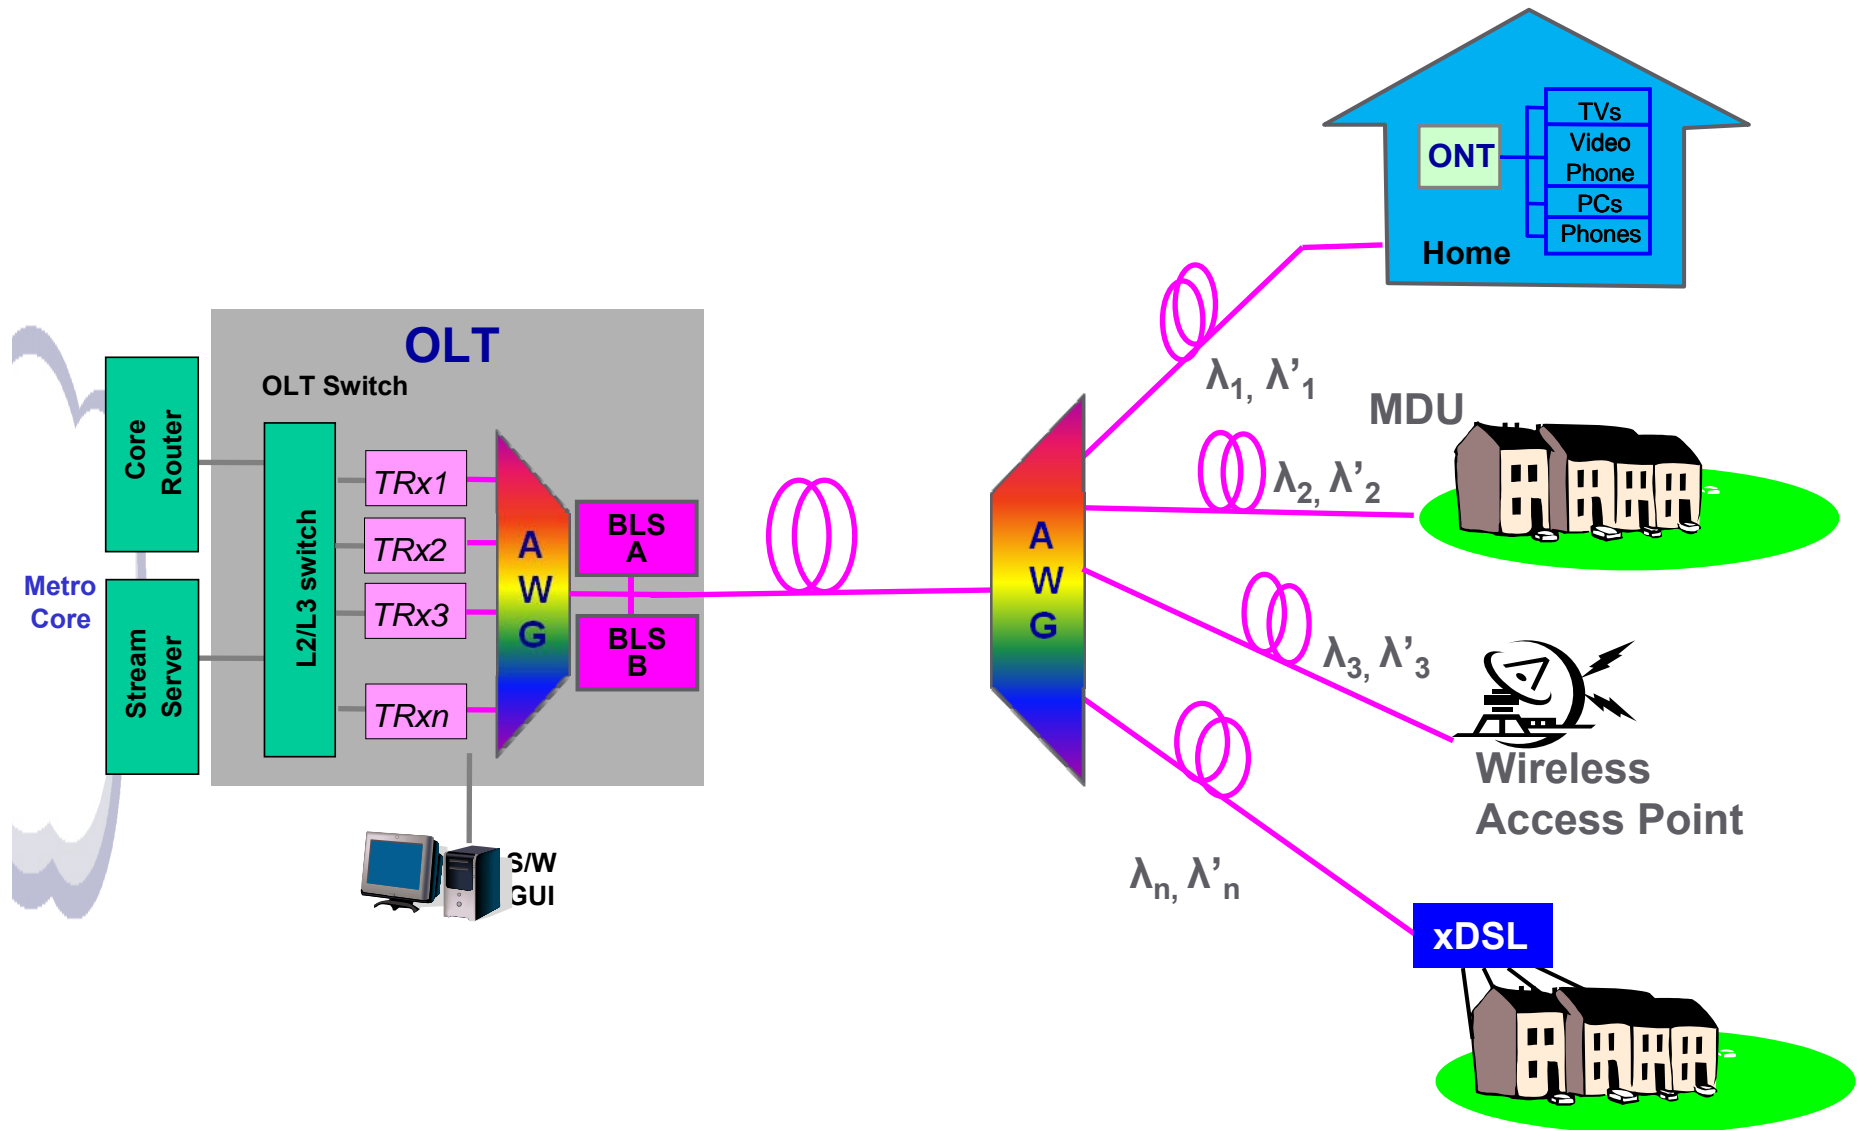 TVs
Video
Phone
PCs
Phones
ONT
Home
OLT
OLT Switch
Core
Router
Metro
Core
Stream
Server
L2/L3 switch
TRx1
TRx2
TRx3
TRxn
A
W
G
BLS
A
BLS
B
S/W
GUI
A
W
G
λ1, λ’1
MDU
λ2, λ’2
λ3, λ’3
Wireless
Access Point
λn, λ’n
xDSL